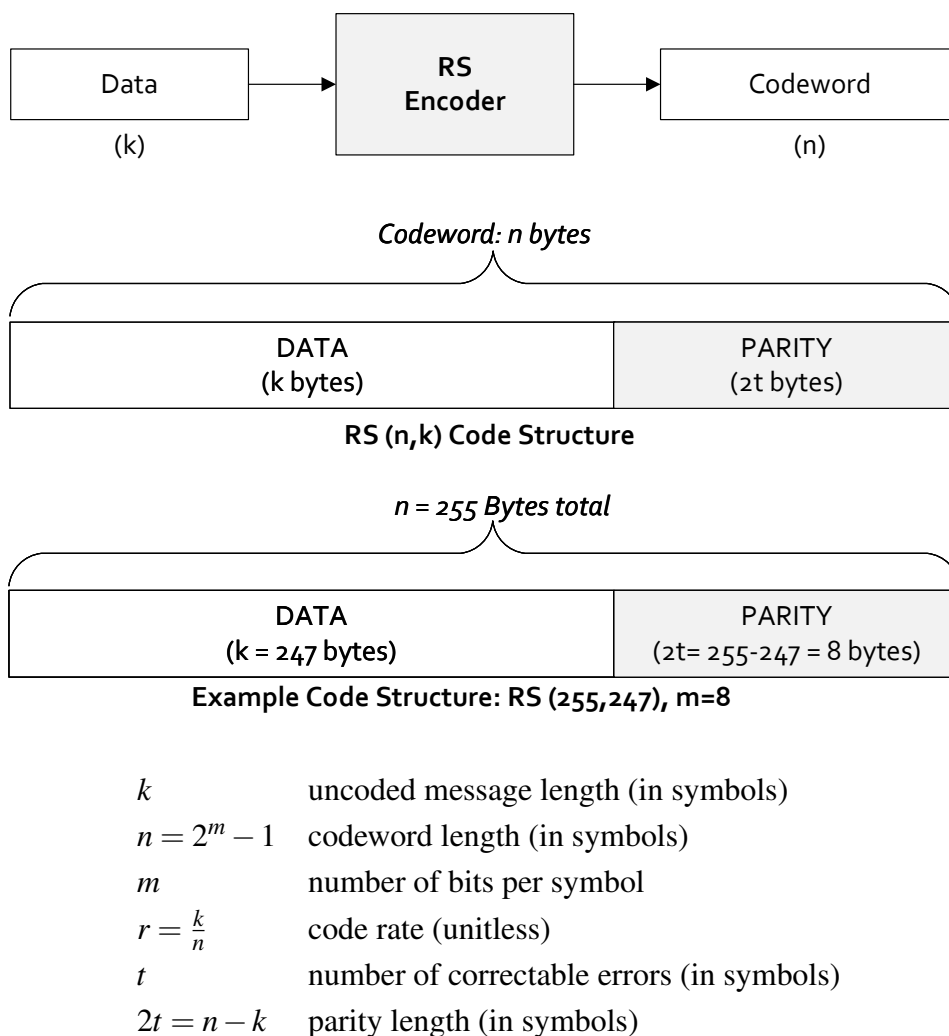 Data
RS
Encoder
Codeword
(k)
(n)
Codeword: n bytes
DATA
(k bytes)
PARITY
(2t bytes)
RS (n,k) Code Structure
n = 255 Bytes total
DATA
(k = 247 bytes)
PARITY
(2t= 255-247 = 8 bytes)
Example Code Structure: RS (255,247), m=8
k uncoded message length (in symbols)
n = 2^m − 1 codeword length (in symbols)
m number of bits per symbol
r = k/n code rate (unitless)
t number of correctable errors (in symbols)
2t = n − k parity length (in symbols)